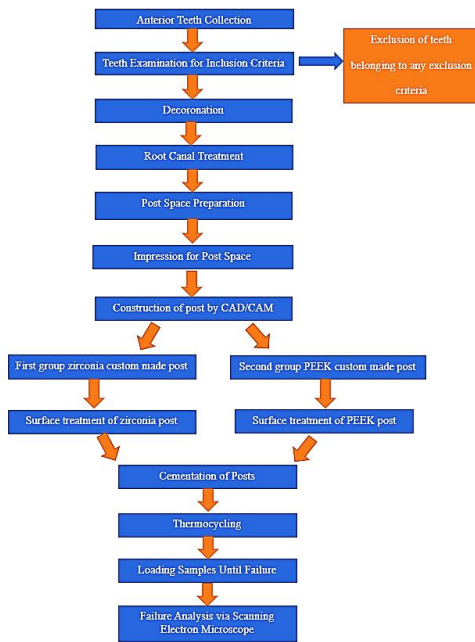 Anterior Teeth Collection
Teeth Examination for Inclusion Criteria
Exclusion of teeth
belonging to any exclusion
criteria
Decoronation
Root Canal Treatment
Post Space Preparation
Impression for Post Space
Construction of post by CAD/CAM
First group zirconia custom made post
Second group PEEK custom made post
Surface treatment of zirconia post
Surface treatment of PEEK post
Cementation of Posts
Thermocycling
Loading Samples Until Failure
Failure Analysis via Scanning
Electron Microscope